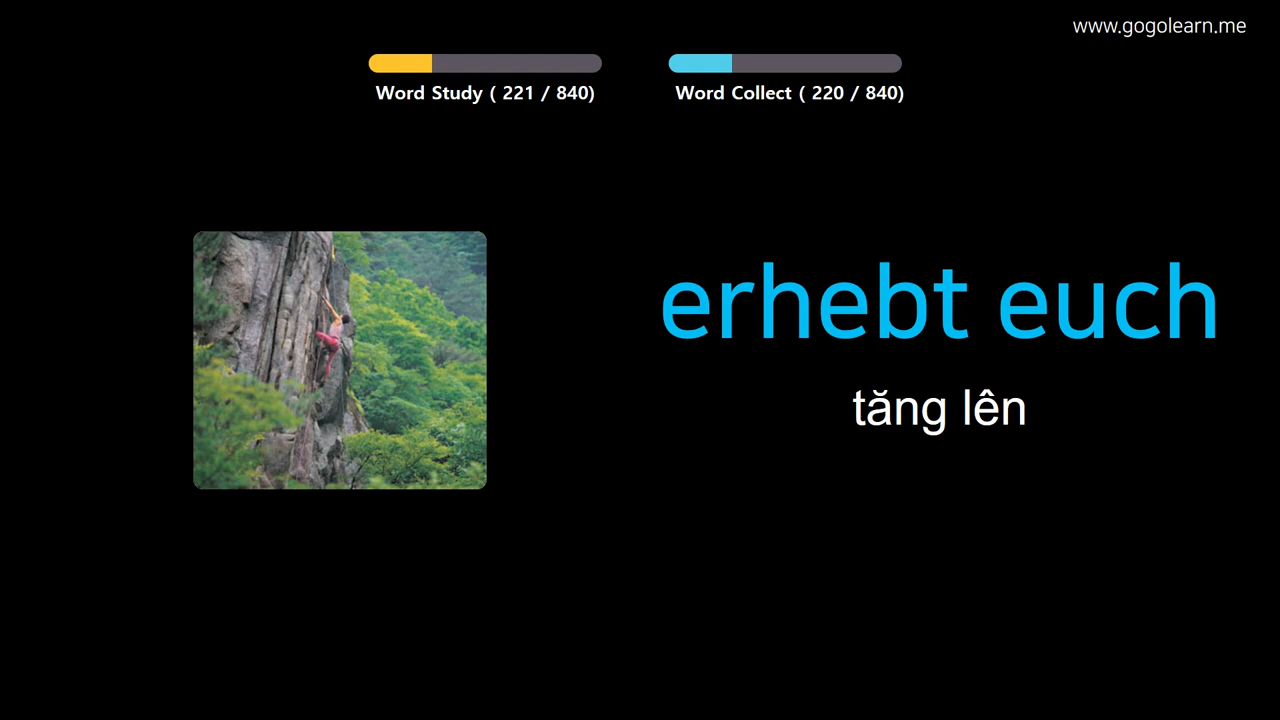 www.gogolearn.me
Word Study ( 221 / 840)
Word Collect ( 220 / 840)
erhebt euch
tăng lên